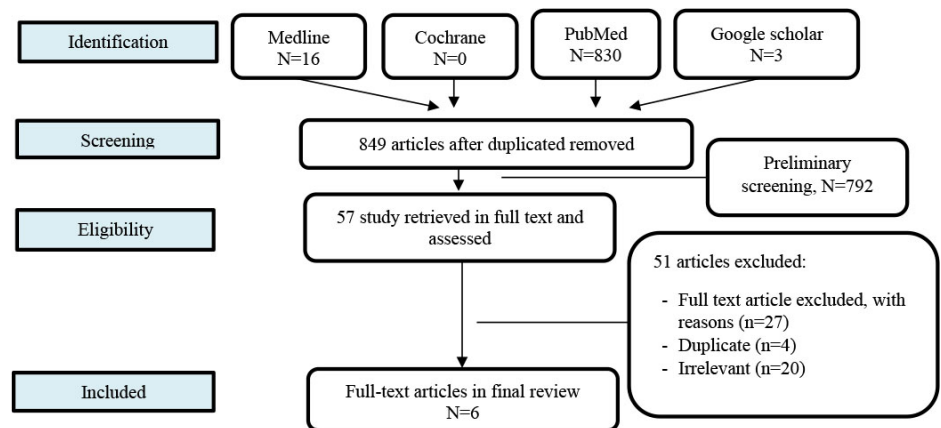 Identification
Medline
N=16
Cochrane
N=0
PubMed
N=830
Google scholar
N=3
Screening
849 articles after duplicated removed
Preliminary
screening, N=792
Eligibility
57 study retrieved in full text and
assessed
51 articles excluded:
- Full text article excluded, with
reasons (n=27)
- Duplicate (n=4)
- Irrelevant (n=20)
Included
Full-text articles in final review
N=6